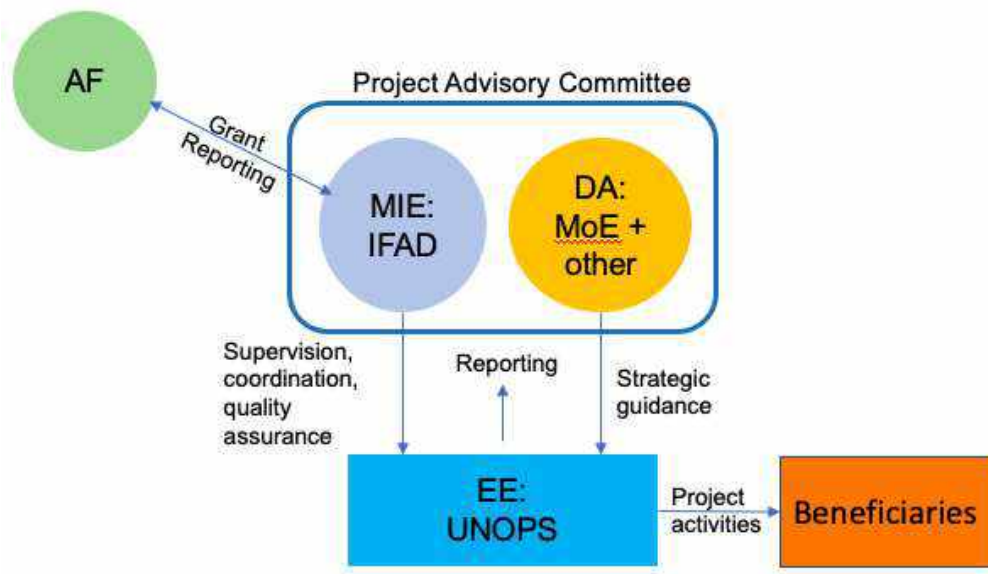 AF
Project Advisory Committee
Grant
Reporting
MIE:
IFAD
DA:
MoE +
other
Supervision,
coordination,
quality
assurance
Reporting
Strategic
guidance
EE:
UNOPS
Project
activities
Beneficiaries